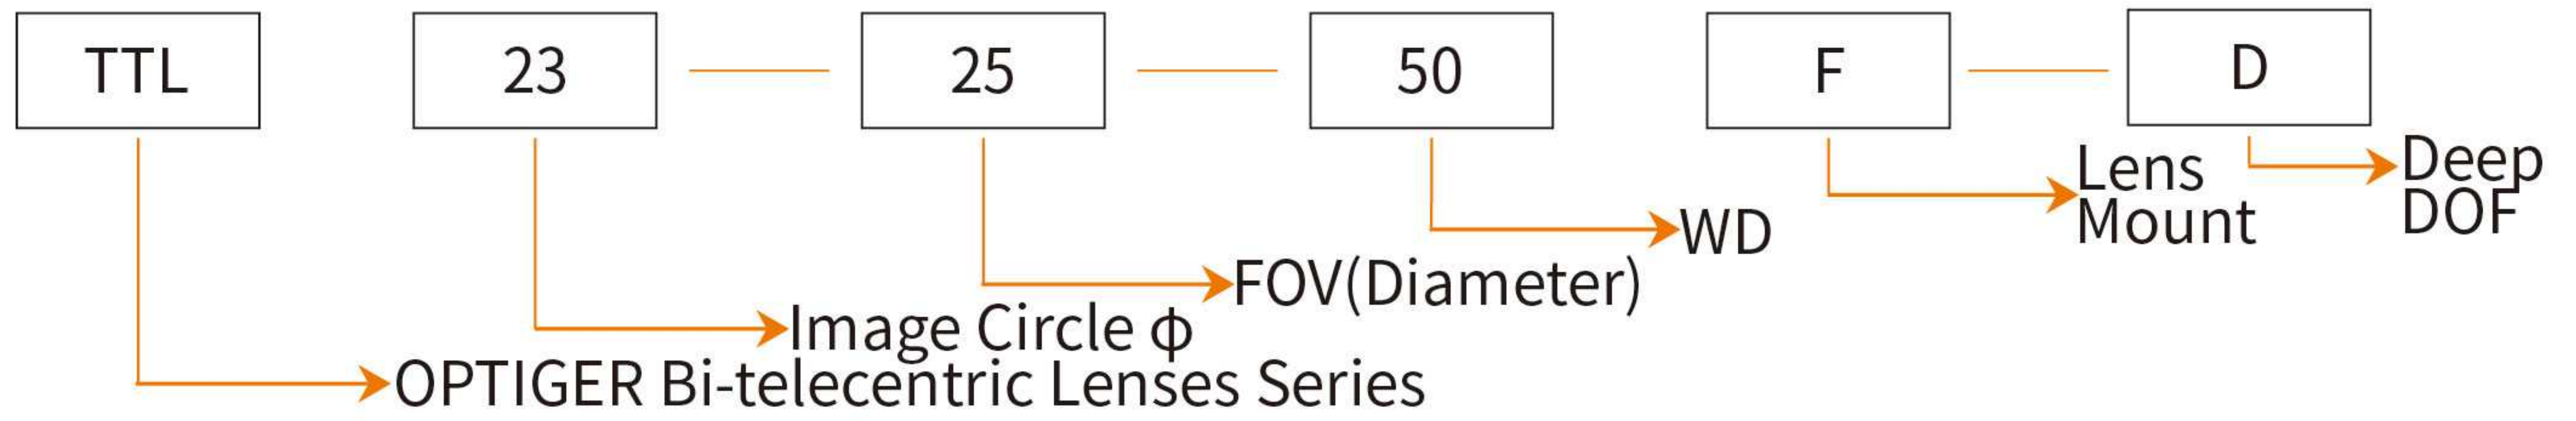 TTL 23 25 50 F D
Deep
DOF
Lens
Mount
WD
FOV(Diameter)
Image Circle ϕ
OPTIGER Bi-telecentric Lenses Series